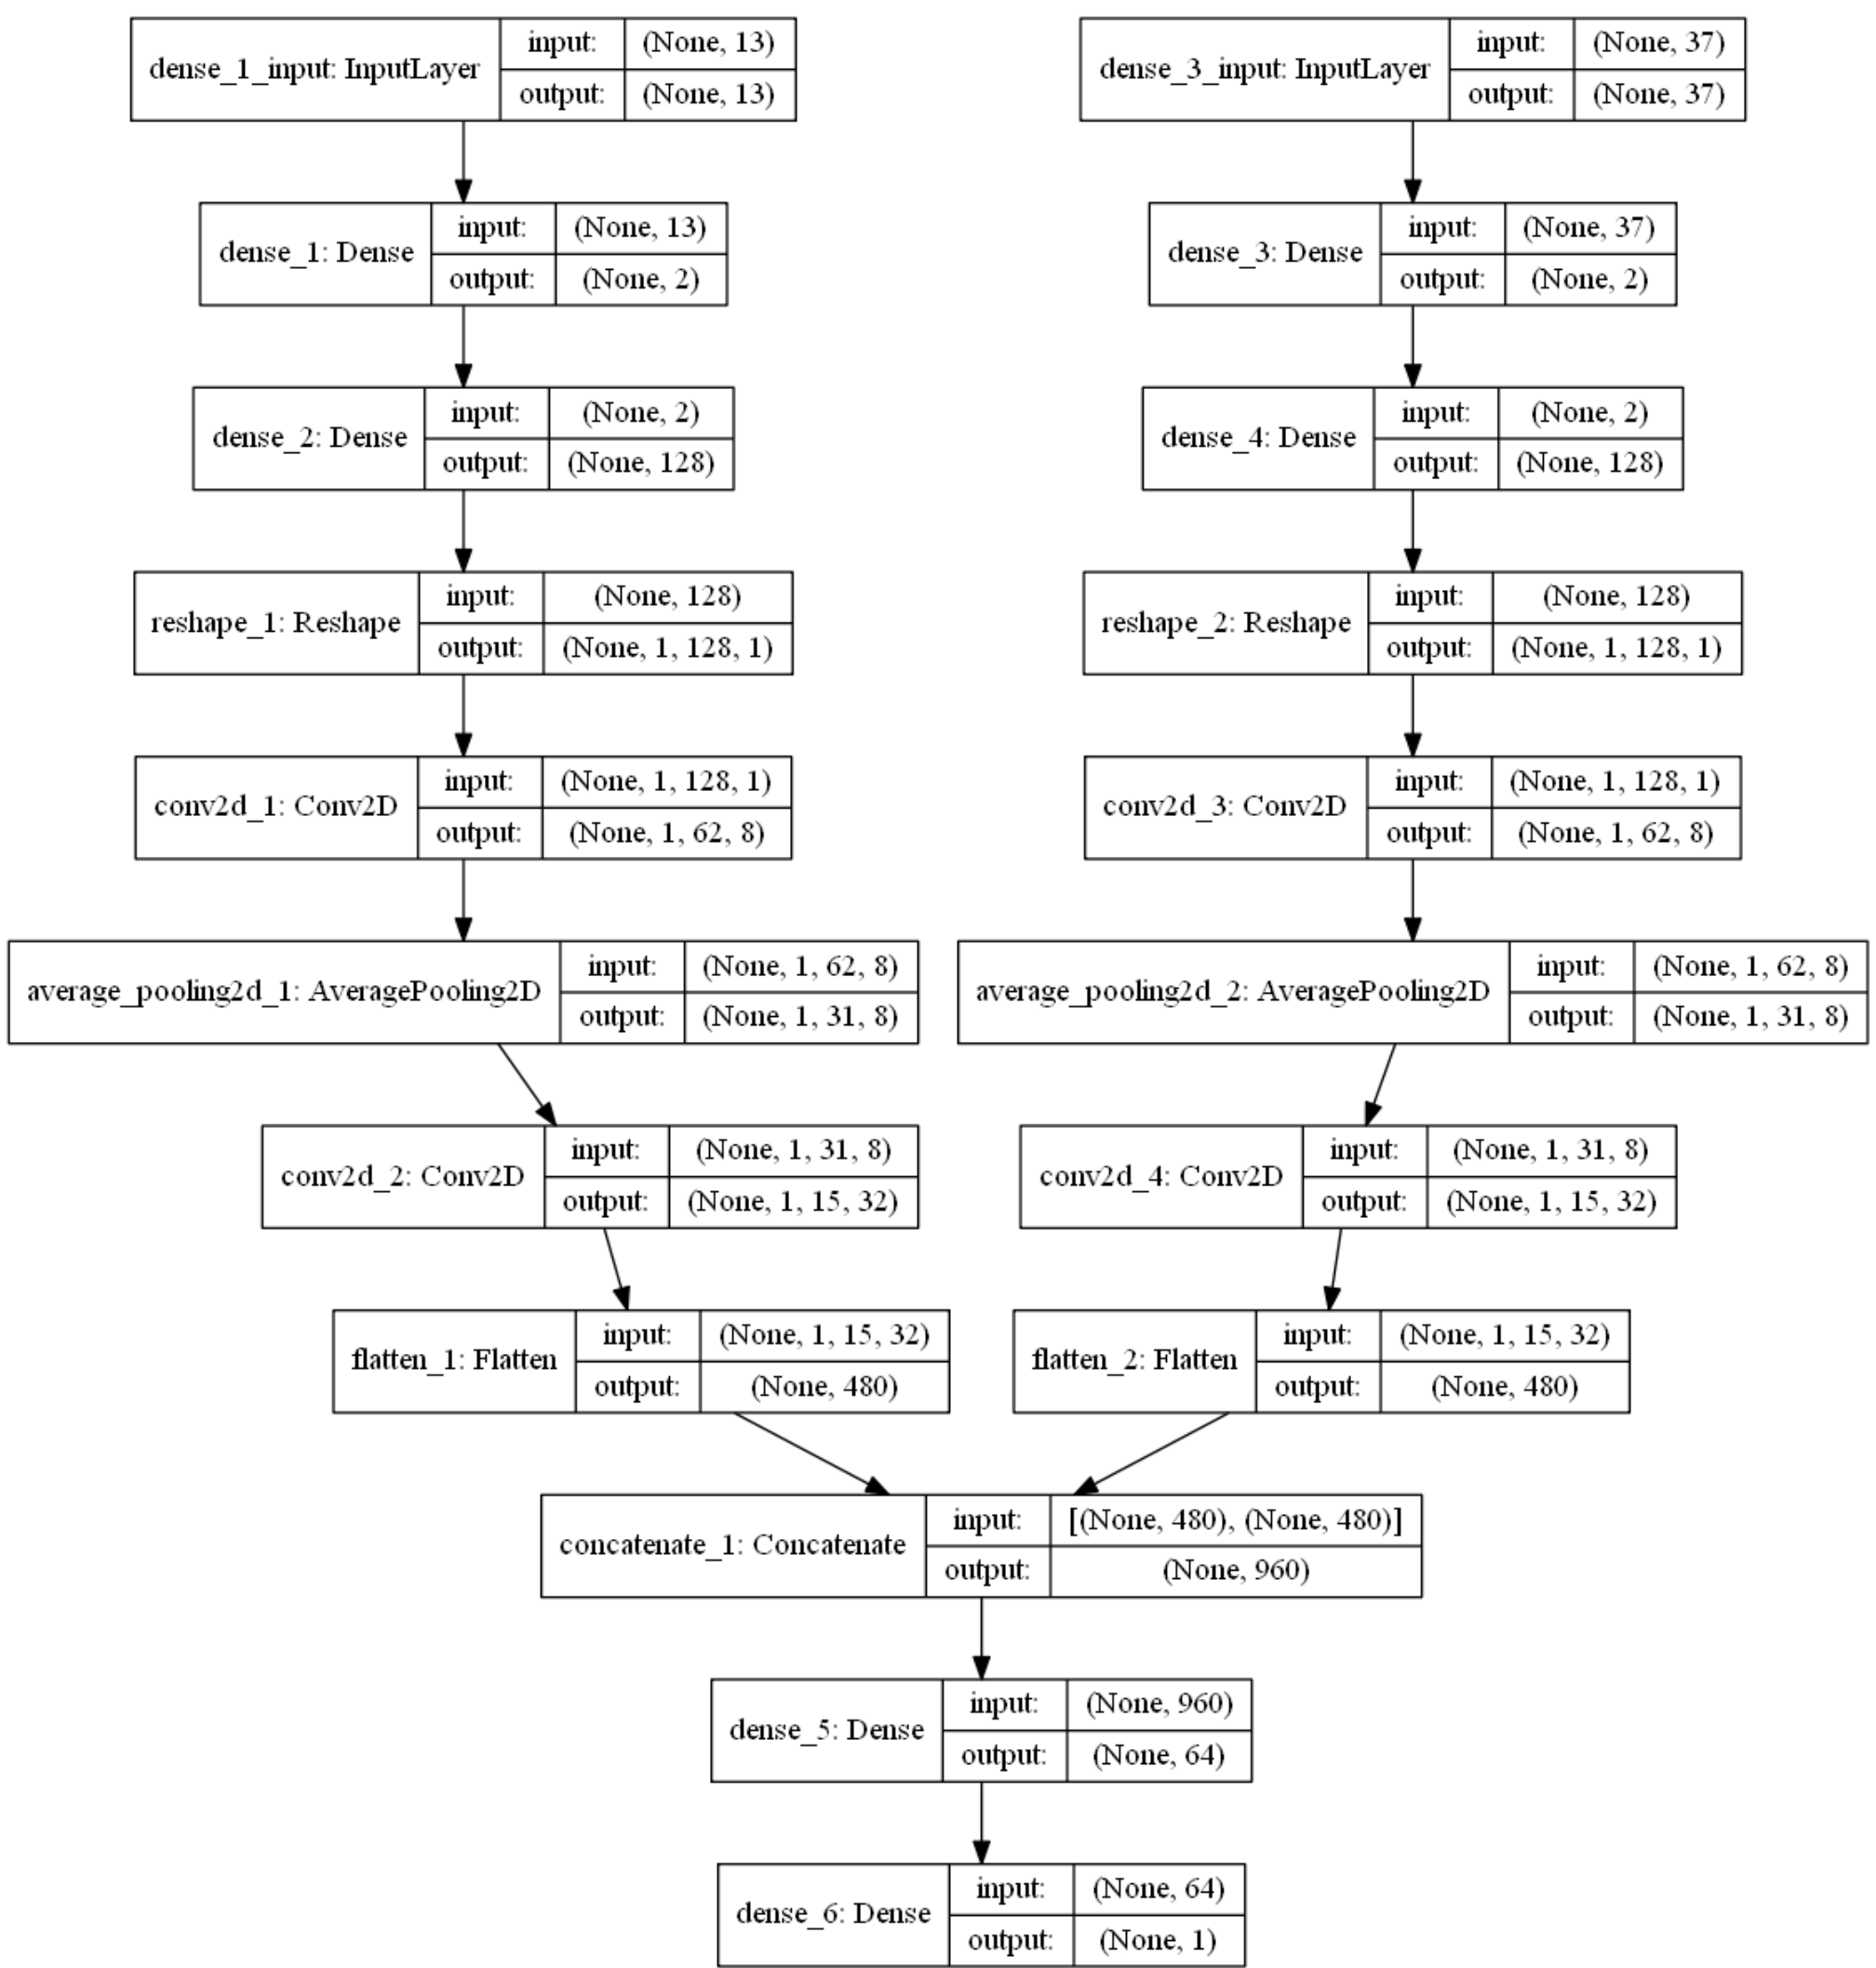 dense_1_input: InputLayer
input: (None, 13)
output: (None, 13)
dense_3_input: InputLayer
input: (None, 37)
output: (None, 37)
dense_1: Dense
input: (None, 13)
output: (None, 2)
dense_3: Dense
input: (None, 37)
output: (None, 2)
dense_2: Dense
input: (None, 2)
output: (None, 128)
dense_4: Dense
input: (None, 2)
output: (None, 128)
reshape_1: Reshape
input: (None, 128)
output: (None, 1, 128, 1)
reshape_2: Reshape
input: (None, 128)
output: (None, 1, 128, 1)
conv2d_1: Conv2D
input: (None, 1, 128, 1)
output: (None, 1, 62, 8)
conv2d_3: Conv2D
input: (None, 1, 128, 1)
output: (None, 1, 62, 8)
average_pooling2d_1: AveragePooling2D
input: (None, 1, 62, 8)
output: (None, 1, 31, 8)
average_pooling2d_2: AveragePooling2D
input: (None, 1, 62, 8)
output: (None, 1, 31, 8)
conv2d_2: Conv2D
input: (None, 1, 31, 8)
output: (None, 1, 15, 32)
conv2d_4: Conv2D
input: (None, 1, 31, 8)
output: (None, 1, 15, 32)
flatten_1: Flatten
input: (None, 1, 15, 32)
output: (None, 480)
flatten_2: Flatten
input: (None, 1, 15, 32)
output: (None, 480)
concatenate_1: Concatenate
input: [(None, 480), (None, 480)]
output: (None, 960)
dense_5: Dense
input: (None, 960)
output: (None, 64)
dense_6: Dense
input: (None, 64)
output: (None, 1)